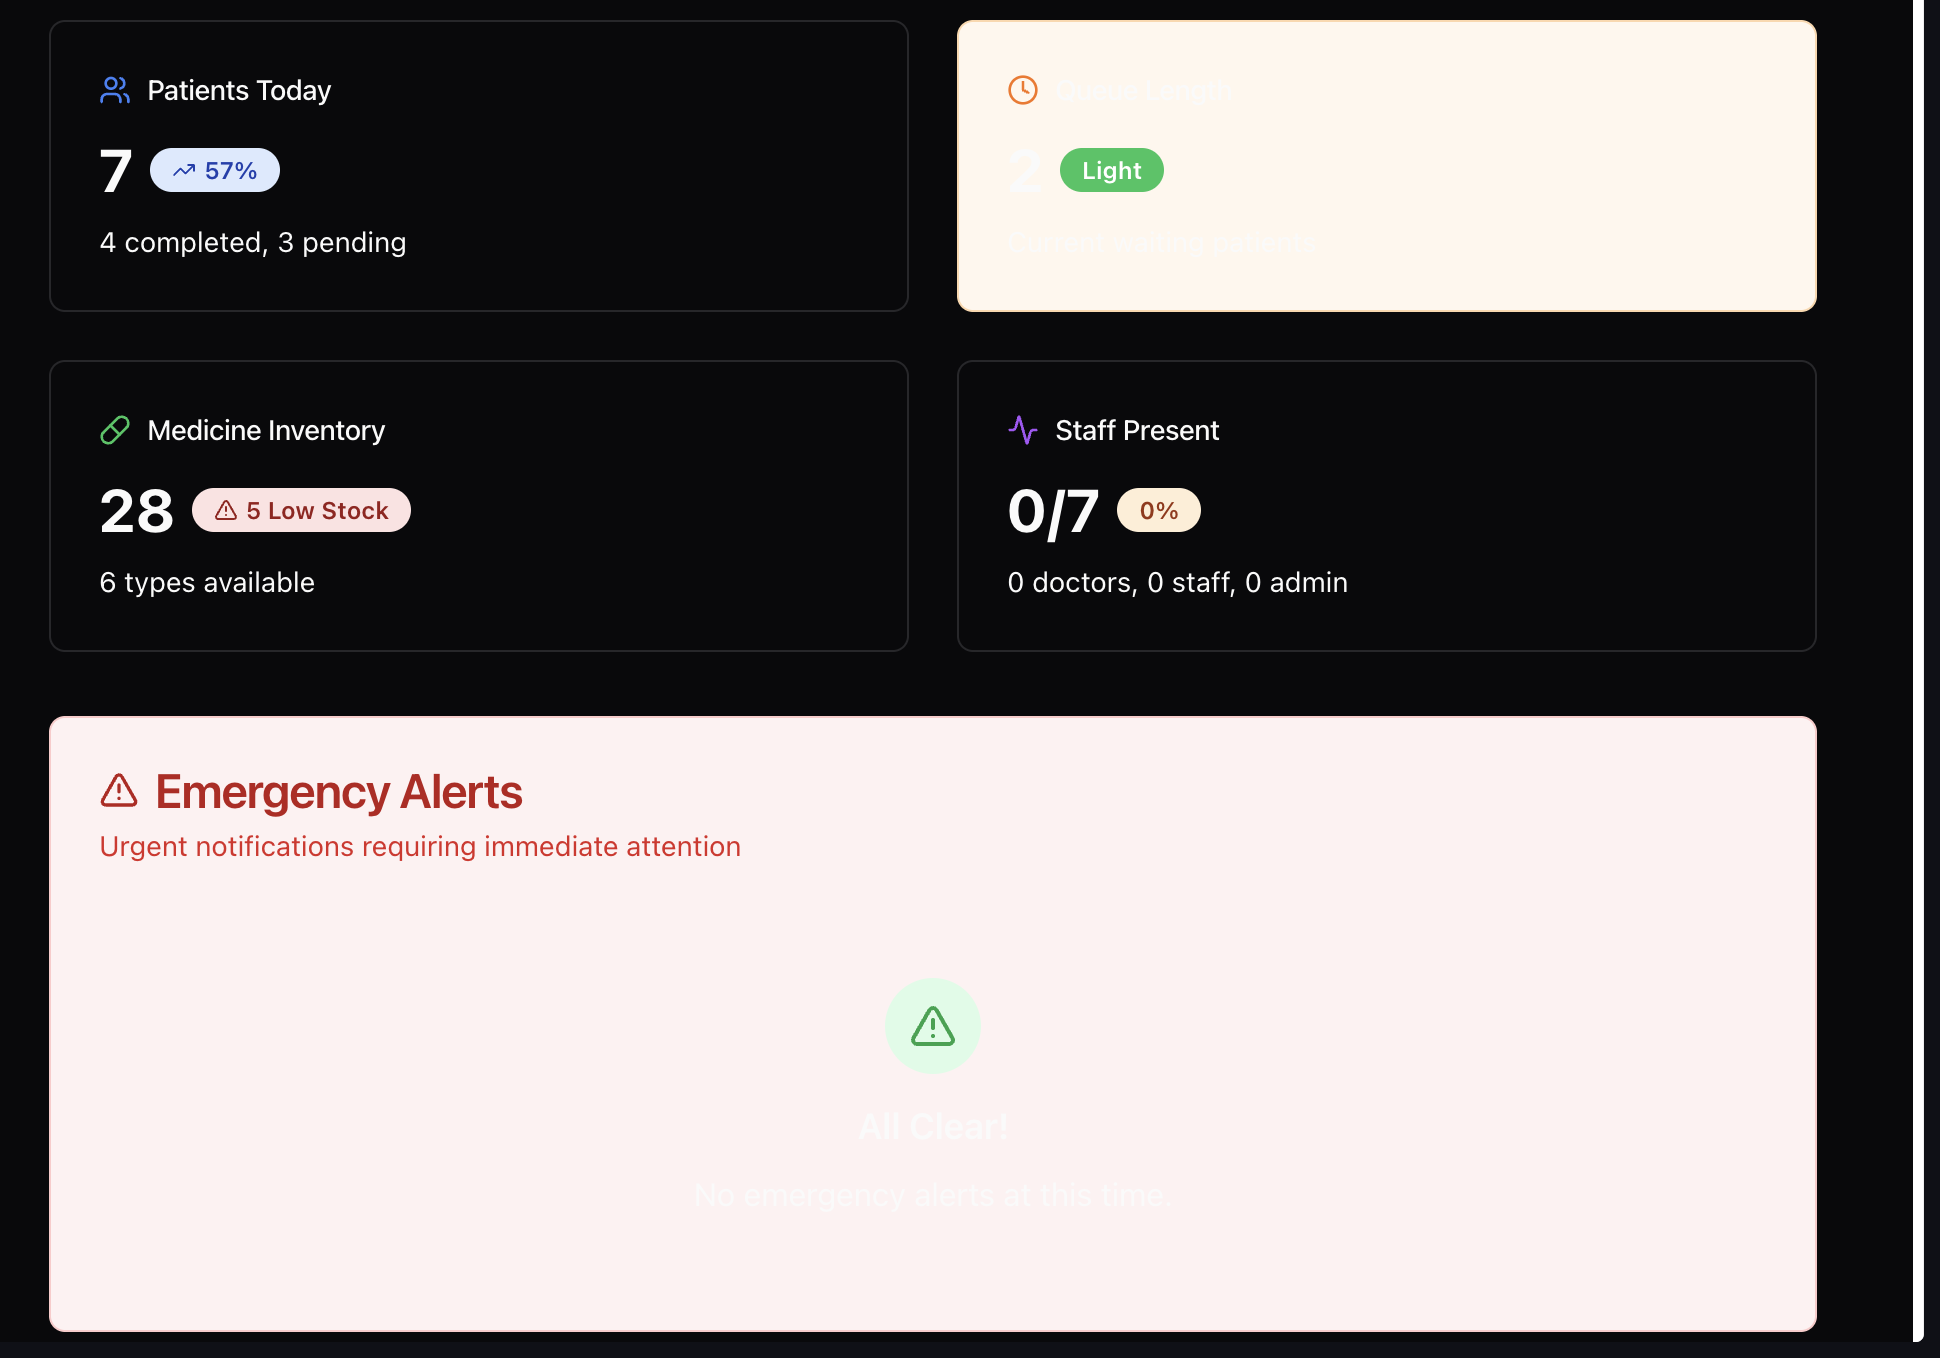 Patients Today
7 57%
4 completed, 3 pending
Queue Length
2 Light
Current waiting patients
Medicine Inventory
28 5 Low Stock
6 types available
Staff Present
0/7 0%
0 doctors, 0 staff, 0 admin
Emergency Alerts
Urgent notifications requiring immediate attention
All Clear!
No emergency alerts at this time.